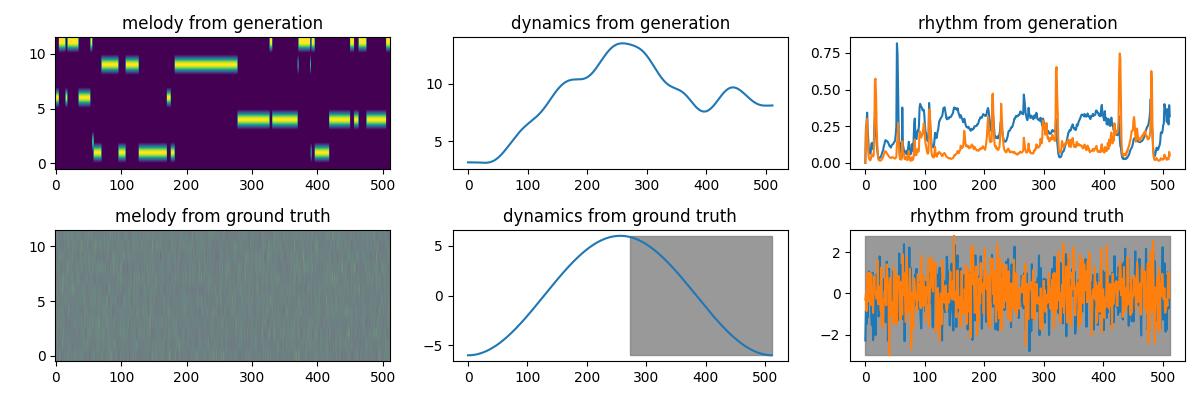 melody from generation
dynamics from generation
rhythm from generation
10
5
0
0 100 200 300 400 500
10
5
0 100 200 300 400 500
0.75
0.50
0.25
0.00
0 100 200 300 400 500
melody from ground truth
dynamics from ground truth
rhythm from ground truth
10
5
0
0 100 200 300 400 500
5
0
−5
0 100 200 300 400 500
2
0
−2
0 100 200 300 400 500